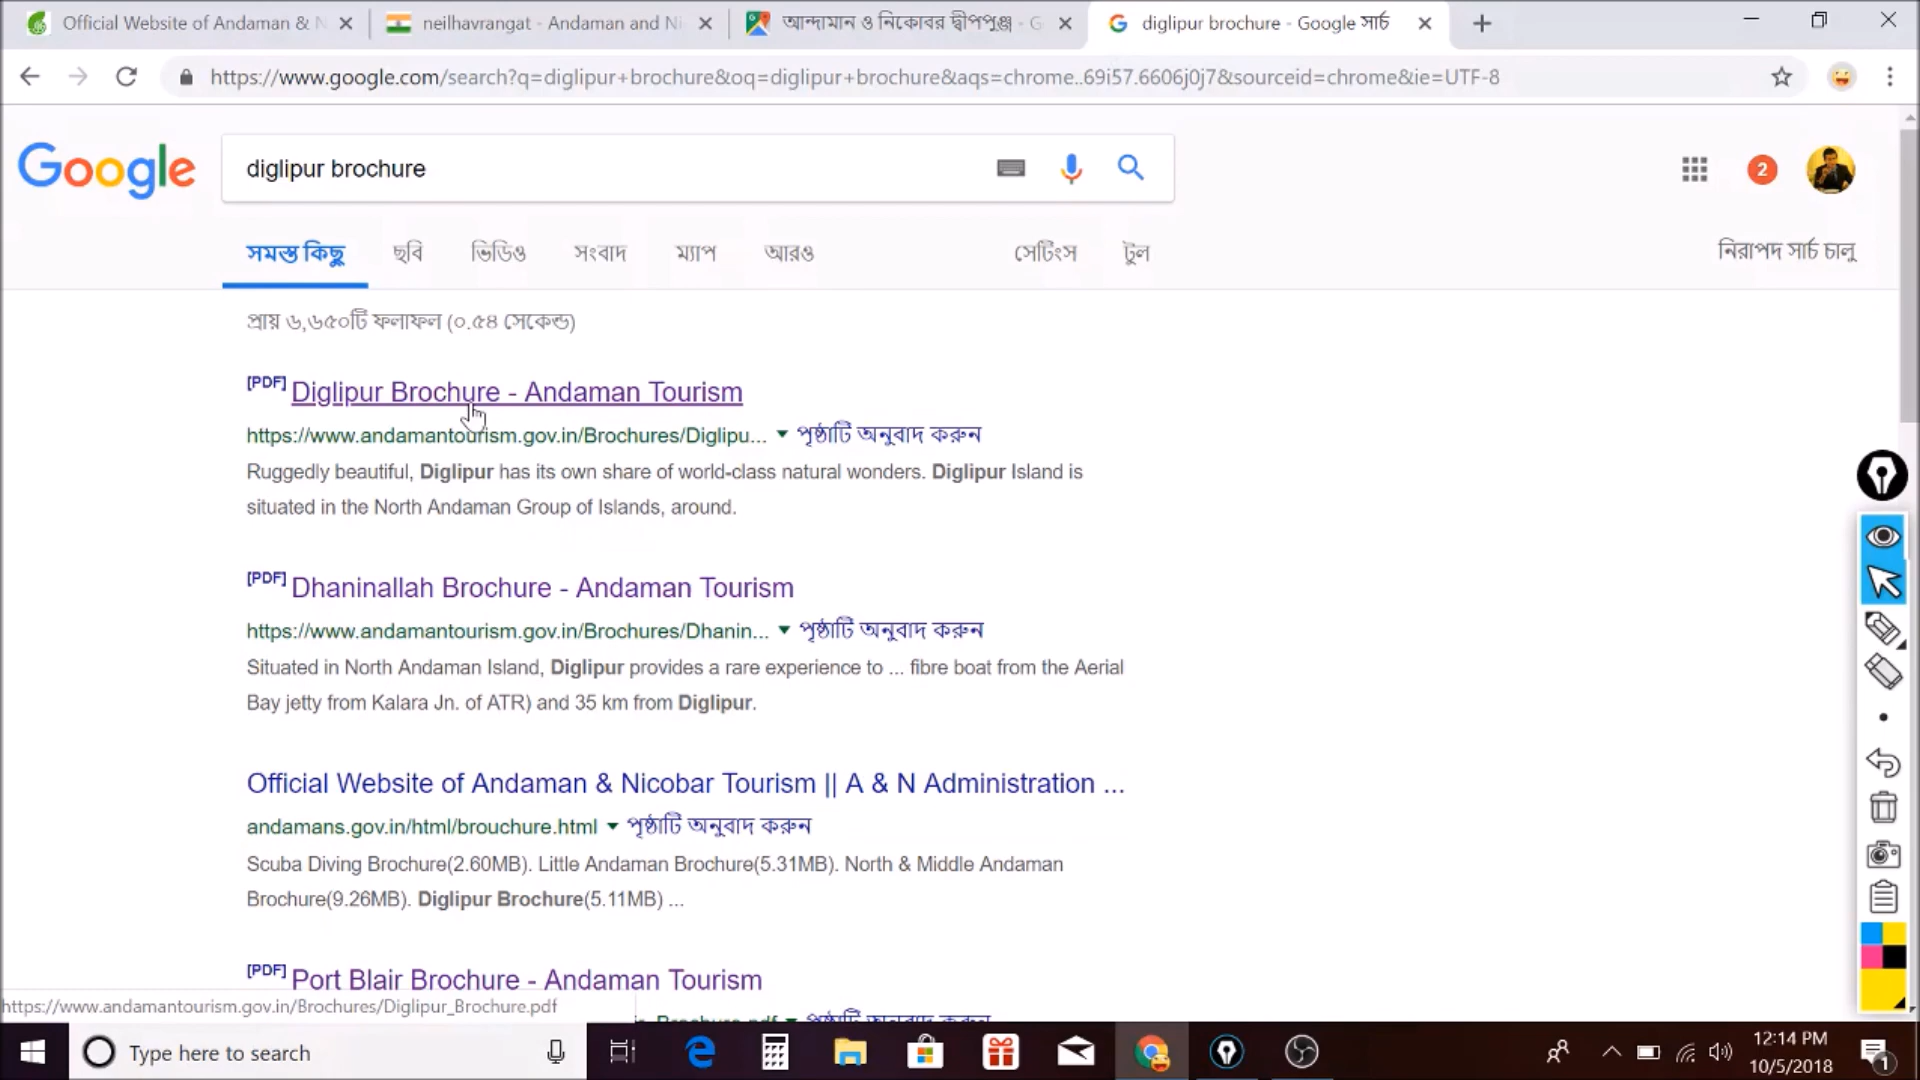 Official Website of Andaman & N
neilhavrangat - Andaman and Ni
আন্দামান ও নিকোবর দ্বীপপুঞ্জ - G
diglipur brochure - Google সার্চ
https://www.google.com/search?q=diglipur+brochure&oq=diglipur+brochure&aqs=chrome..69i57.6606j0j7&sourceid=chrome&ie=UTF-8
Google
diglipur brochure
2
সমস্ত কিছু ছবি ভিডিও সংবাদ ম্যাপ আরও সেটিংস টুল
নিরাপদ সার্চ চালু
প্রায় ৬,৬৫০টি ফলাফল (০.৫৪ সেকেন্ড)
[PDF] Diglipur Brochure - Andaman Tourism
https://www.andamantourism.gov.in/Brochures/Diglipu... পৃষ্ঠাটি অনুবাদ করুন
Ruggedly beautiful, Diglipur has its own share of world-class natural wonders. Diglipur Island is
situated in the North Andaman Group of Islands, around.
[PDF] Dhaninallah Brochure - Andaman Tourism
https://www.andamantourism.gov.in/Brochures/Dhanin... পৃষ্ঠাটি অনুবাদ করুন
Situated in North Andaman Island, Diglipur provides a rare experience to ... fibre boat from the Aerial
Bay jetty from Kalara Jn. of ATR) and 35 km from Diglipur.
Official Website of Andaman & Nicobar Tourism || A & N Administration ...
andamans.gov.in/html/brouchure.html পৃষ্ঠাটি অনুবাদ করুন
Scuba Diving Brochure(2.60MB). Little Andaman Brochure(5.31MB). North & Middle Andaman
Brochure(9.26MB). Diglipur Brochure(5.11MB) ...
[PDF] Port Blair Brochure - Andaman Tourism
https://www.andamantourism.gov.in/Brochures/Diglipur_Brochure.pdf
Brochure.pdf পৃষ্ঠাটি অনুবাদ করুন
Type here to search
12:14 PM
10/5/2018
1